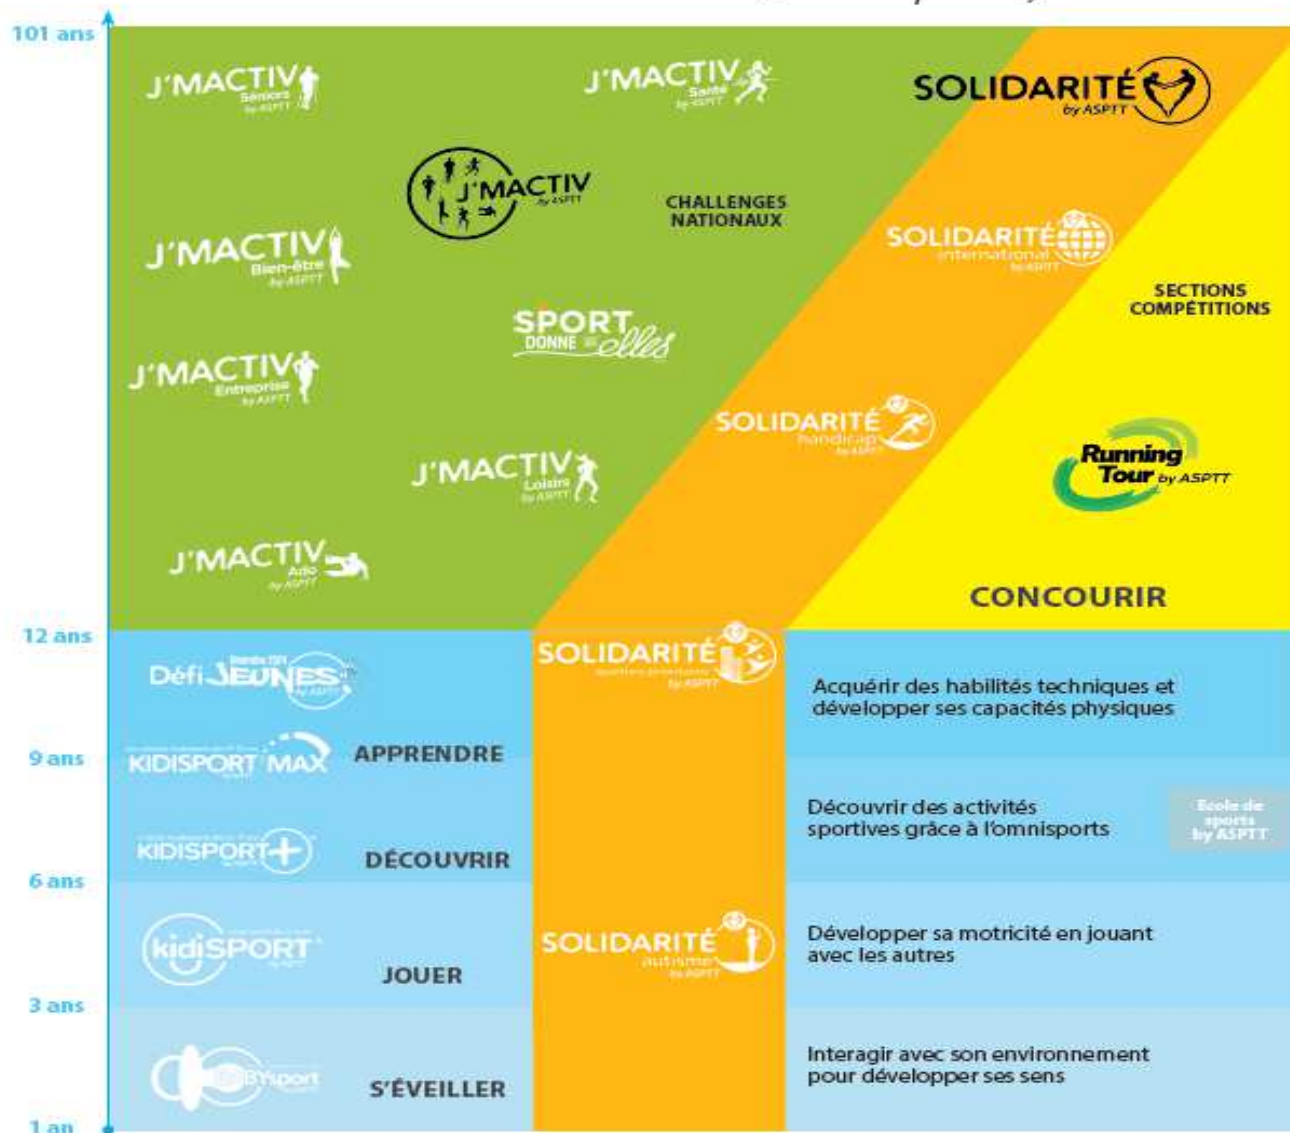 101 ans
J'MACTIV
Séniors
by ASPTT
J'MACTIV
Santé
by ASPTT
SOLIDARITÉ
by ASPTT
J'MACTIV
by ASPTT
CHALLENGES
NATIONAUX
J'MACTIV
Bien-être
by ASPTT
SOLIDARITÉ
international
by ASPTT
SECTIONS
COMPÉTITIONS
SPORT
DONNE elles
J'MACTIV
Entreprise
by ASPTT
SOLIDARITÉ
handicap
by ASPTT
Running
Tour by ASPTT
J'MACTIV
Loisirs
by ASPTT
J'MACTIV
Ado
by ASPTT
CONCOURIR
12 ans
Défi JEUNES
by ASPTT
SOLIDARITÉ
by ASPTT
Acquérir des habilités techniques et
développer ses capacités physiques
9 ans
KIDISPORT MAX
APPRENDRE
Découvrir des activités
sportives grâce à l'omnisports
Ecole de
sports
by ASPTT
KIDISPORT+
DÉCOUVRIR
6 ans
kidiSPORT
JOUER
SOLIDARITÉ
autisme
by ASPTT
Développer sa motricité en jouant
avec les autres
3 ans
BABYsport
S'ÉVEILLER
Interagir avec son environnement
pour développer ses sens
1 an